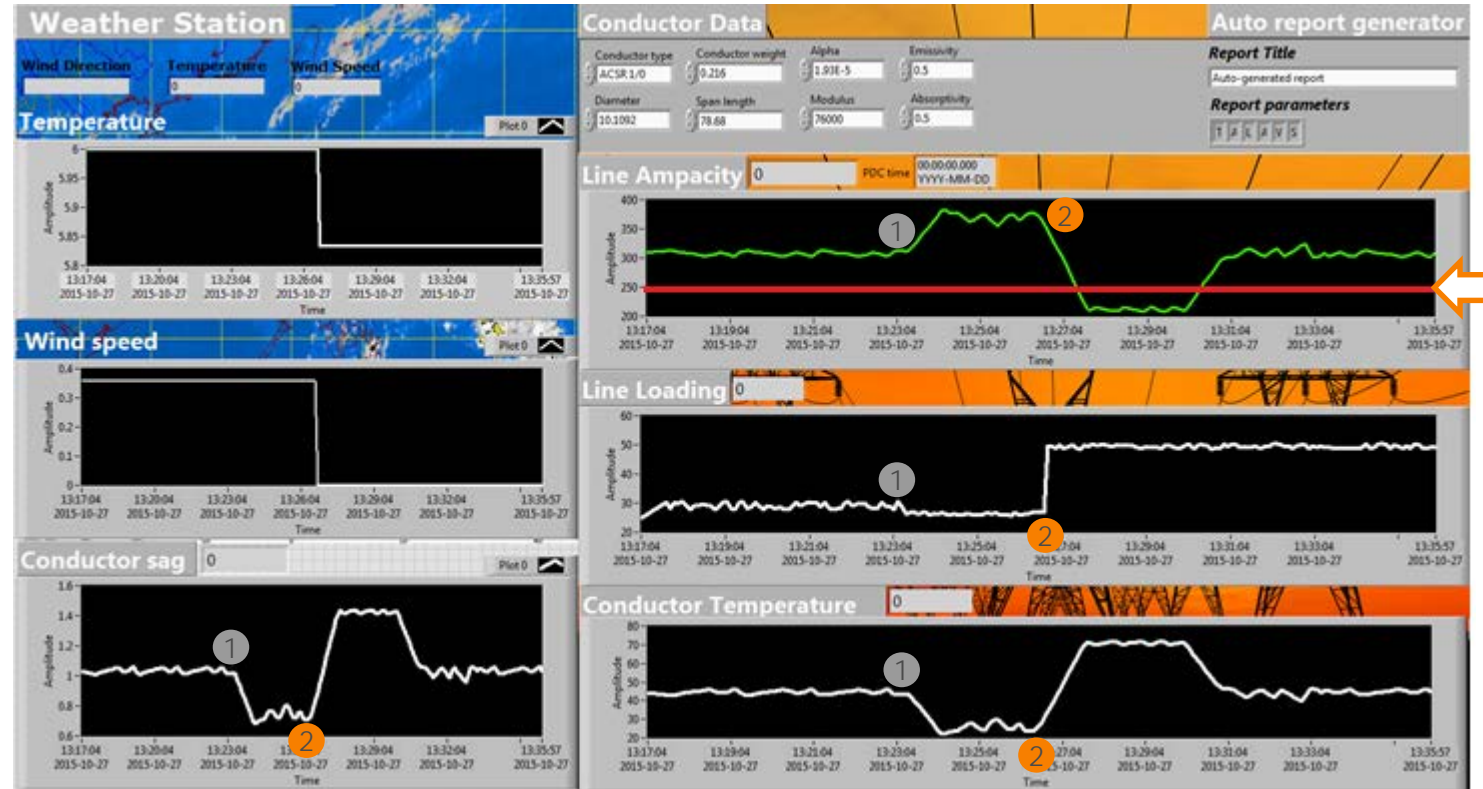 Weather Station
Wind Direction Temperature Wind Speed
0 0
Temperature
Plot 0
6
5.95
5.9
5.85
5.8
Amplitude
13:17:04 13:20:04 13:23:04 13:26:04 13:29:04 13:32:04 13:35:57
2015-10-27 2015-10-27 2015-10-27 2015-10-27 2015-10-27 2015-10-27 2015-10-27
Time
Wind speed
Plot 0
0.4
0.3
0.2
0.1
0
Amplitude
13:17:04 13:20:04 13:23:04 13:26:04 13:29:04 13:32:04 13:35:57
2015-10-27 2015-10-27 2015-10-27 2015-10-27 2015-10-27 2015-10-27 2015-10-27
Time
Conductor sag 0
Plot 0
1.6
1.4
1.2
1
0.8
0.6
Amplitude
1
2
13:17:04 13:20:04 13:23:04 13:29:04 13:32:04 13:35:57
2015-10-27 2015-10-27 2015-10-27 2015-10-27 2015-10-27 2015-10-27 2015-10-27
Time
Conductor Data
Conductor type Conductor weight Alpha Emissivity
ACSR 1/0 0.216 1.93E-5 0.5
Diameter Span length Modulus Absorptivity
10.1092 78.68 76000 0.5
Auto report generator
Report Title
Auto-generated report
Report parameters
T A L A V S
Line Ampacity 0
PDC time 00:00:00.000
YYYY-MM-DD
400
350
300
250
200
Amplitude
1
2
13:17:04 13:19:04 13:21:04 13:23:04 13:25:04 13:27:04 13:29:04 13:31:04 13:33:04 13:35:57
2015-10-27 2015-10-27 2015-10-27 2015-10-27 2015-10-27 2015-10-27 2015-10-27 2015-10-27 2015-10-27 2015-10-27
Time
Line Loading 0
60
50
40
30
20
Amplitude
1
2
13:17:04 13:19:04 13:21:04 13:23:04 13:25:04 7:04 13:29:04 13:31:04 13:33:04 13:35:57
2015-10-27 2015-10-27 2015-10-27 2015-10-27 2015-10-27 2015-10-27 2015-10-27 2015-10-27 2015-10-27 2015-10-27
Time
Conductor Temperature 0
80
70
60
50
40
30
20
Amplitude
1
2
13:17:04 13:19:04 13:21:04 13:23:04 13:25:04 7:04 13:29:04 13:31:04 13:33:04 13:35:57
2015-10-27 2015-10-27 2015-10-27 2015-10-27 2015-10-27 5-10-27 2015-10-27 2015-10-27 2015-10-27 2015-10-27
Time